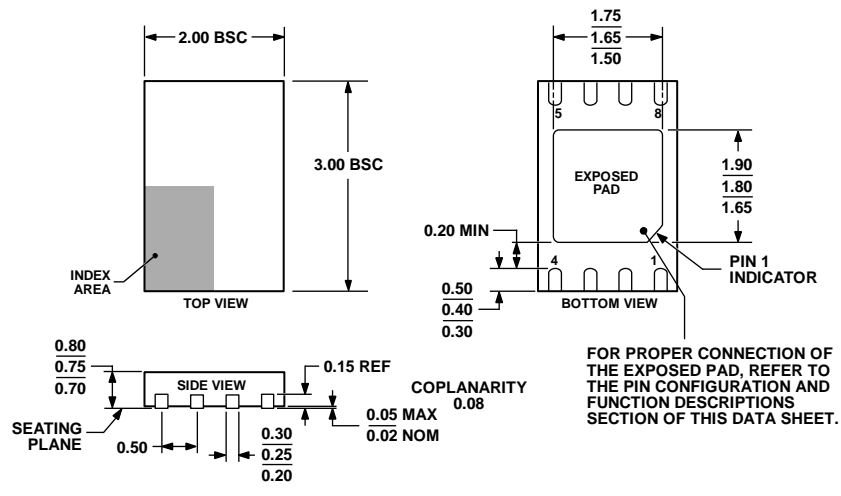 2.00 BSC
1.75
1.65
1.50
5
8
3.00 BSC
EXPOSED
PAD
1.90
1.80
1.65
0.20 MIN
INDEX
AREA
4
1
PIN 1
INDICATOR
TOP VIEW
0.50
0.40
0.30
BOTTOM VIEW
0.80
0.75
0.70
SIDE VIEW
0.15 REF
COPLANARITY
0.08
FOR PROPER CONNECTION OF
THE EXPOSED PAD, REFER TO
THE PIN CONFIGURATION AND
FUNCTION DESCRIPTIONS
SECTION OF THIS DATA SHEET.
SEATING
PLANE
0.50
0.30
0.25
0.20
0.05 MAX
0.02 NOM